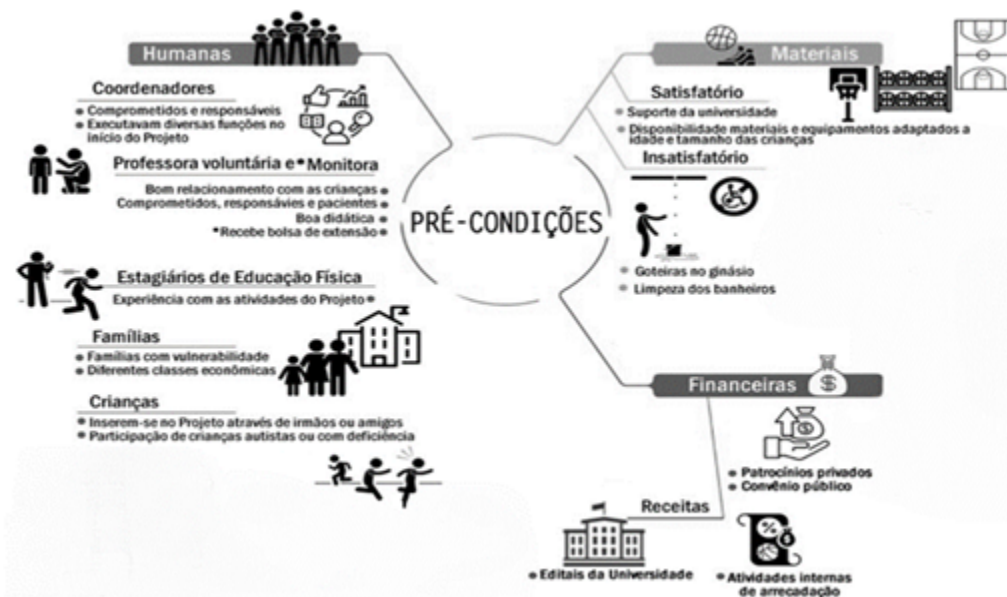 Humanas
Coordenadores
Comprometidos e responsáveis
Executavam diversas funções no
início do Projeto
Professora voluntária e *Monitora
Bom relacionamento com as crianças
Comprometidos, responsávies e pacientes
Boa didática
*Recebe bolsa de extensão
Estagiários de Educação Física
Experiência com as atividades do Projeto
Famílias
Famílias com vulnerabilidade
Diferentes classes econômicas
Crianças
Inserem-se no Projeto através de irmãos ou amigos
Participação de crianças autistas ou com deficiência
PRÉ-CONDIÇÕES
Materiais
Satisfatório
Suporte da universidade
Disponibilidade materiais e equipamentos adaptados a
idade e tamanho das crianças
Insatisfatório
Goteiras no ginásio
Limpeza dos banheiros
Financeiras
$
$
Patrocínios privados
Convênio público
Receitas
Editais da Universidade
%
Atividades internas
de arrecadação